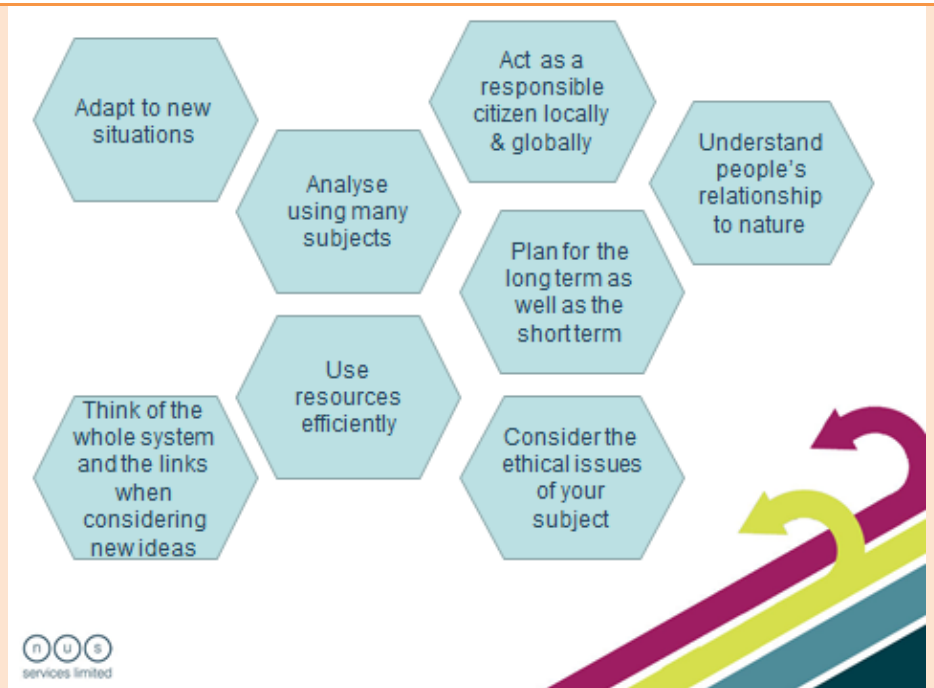 Adapt to new
situations
Act as a
responsible
citizen locally
& globally
Analyse
using many
subjects
Understand
people's
relationship
to nature
Plan for the
long term as
well as the
short term
Use
resources
efficiently
Think of the
whole system
and the links
when
considering
new ideas
Consider the
ethical issues
of your
subject
nus
services limited